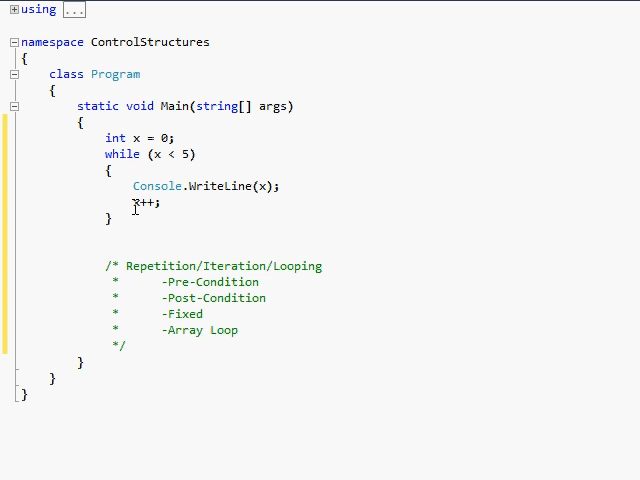 using ...
namespace ControlStructures
{
class Program
{
static void Main(string[] args)
{
int x = 0;
while (x < 5)
{
Console.WriteLine(x);
x++;
}
/* Repetition/Iteration/Looping
* -Pre-Condition
* -Post-Condition
* -Fixed
* -Array Loop
*/
}
}
}